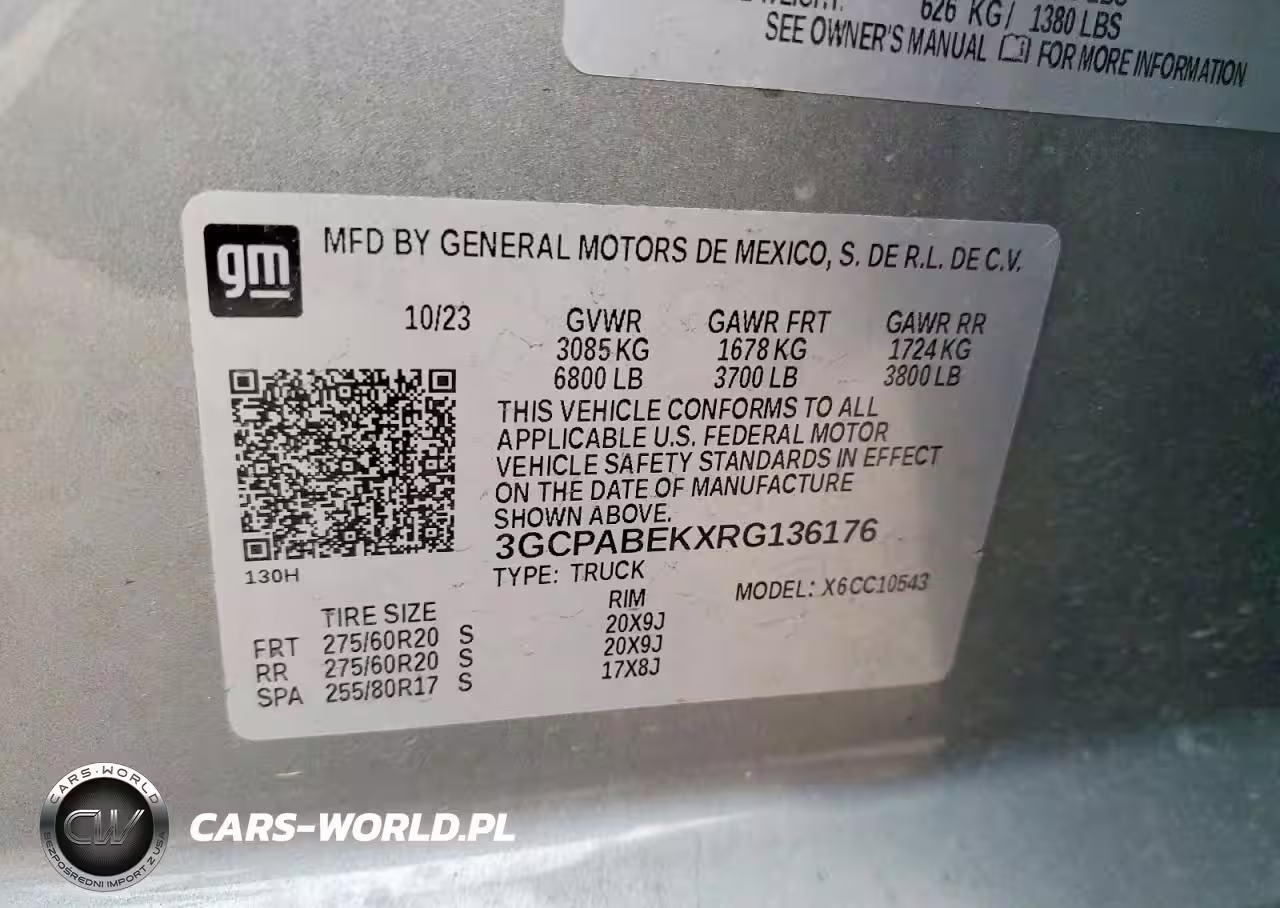 626 KG/ 1380 LBS
SEE OWNER'S MANUAL FOR MORE INFORMATION
gm
MFD BY GENERAL MOTORS DE MEXICO, S. DE R.L. DE C.V.
10/23 GVWR GAWR FRT GAWR RR
3085 KG 1678 KG 1724 KG
6800 LB 3700 LB 3800 LB
THIS VEHICLE CONFORMS TO ALL
APPLICABLE U.S. FEDERAL MOTOR
VEHICLE SAFETY STANDARDS IN EFFECT
ON THE DATE OF MANUFACTURE
SHOWN ABOVE.
3GCPABEKXRG136176
130H
TYPE: TRUCK MODEL: X6CC10543
TIRE SIZE RIM
FRT 275/60R20 S 20X9J
RR 275/60R20 S 20X9J
SPA 255/80R17 S 17X8J
CARS-WORLD
CW
BEZPOŚREDNI IMPORT Z USA
CARS-WORLD.PL